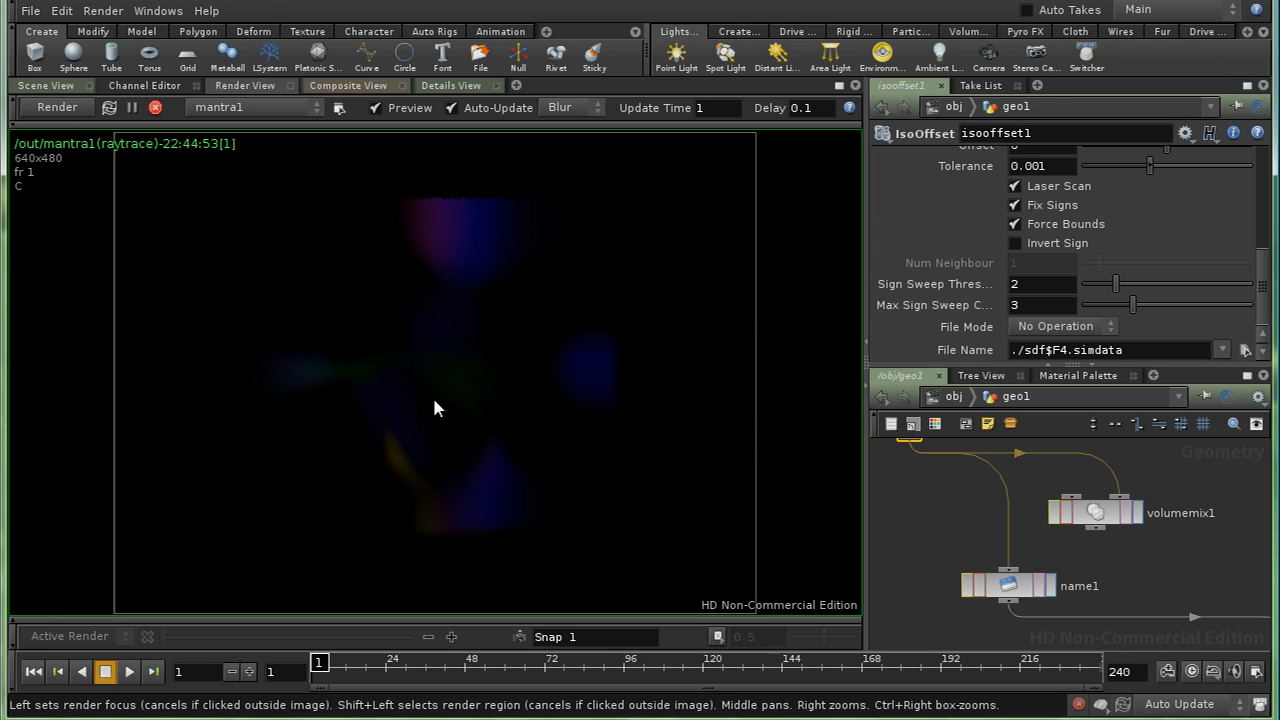 File Edit Render Windows Help
Auto Takes Main
Create Modify Model Polygon Deform Texture Character Auto Rigs Animation
Lights... Create... Drive ... Rigid ... Partic... Volum... Pyro FX Cloth Wires Fur Drive ...
Box Sphere Tube Torus Grid Metaball LSystem Platonic S... Curve Circle Font File Null Rivet Sticky
Point Light Spot Light Distant Li... Area Light Environm... Ambient L... Camera Stereo Ca... Switcher
Scene View Channel Editor Render View Composite View Details View
isooffset1 Take List
Render mantra1 Preview Auto-Update Blur Update Time 1 Delay 0.1
obj geo1
IsoOffset isooffset1
/out/mantra1(raytrace)-22:44:53[1]
640x480
fr 1
C
Tolerance 0.001
Laser Scan
Fix Signs
Force Bounds
Invert Sign
Num Neighbour 1
Sign Sweep Thres... 2
Max Sign Sweep C... 3
File Mode No Operation
File Name ./sdf$F4.simdata
/obj/geo1 Tree View Material Palette
obj geo1
Geometry
volumemix1
name1
HD Non-Commercial Edition
HD Non-Commercial Edition
Active Render Snap 1 0.5
1 1 1 24 48 72 96 120 144 168 192 216 240
Left sets render focus (cancels if clicked outside image). Shift-Left selects render region (cancels if clicked outside image). Middle pans. Right zooms. Ctrl+Right box-zooms.
Auto Update